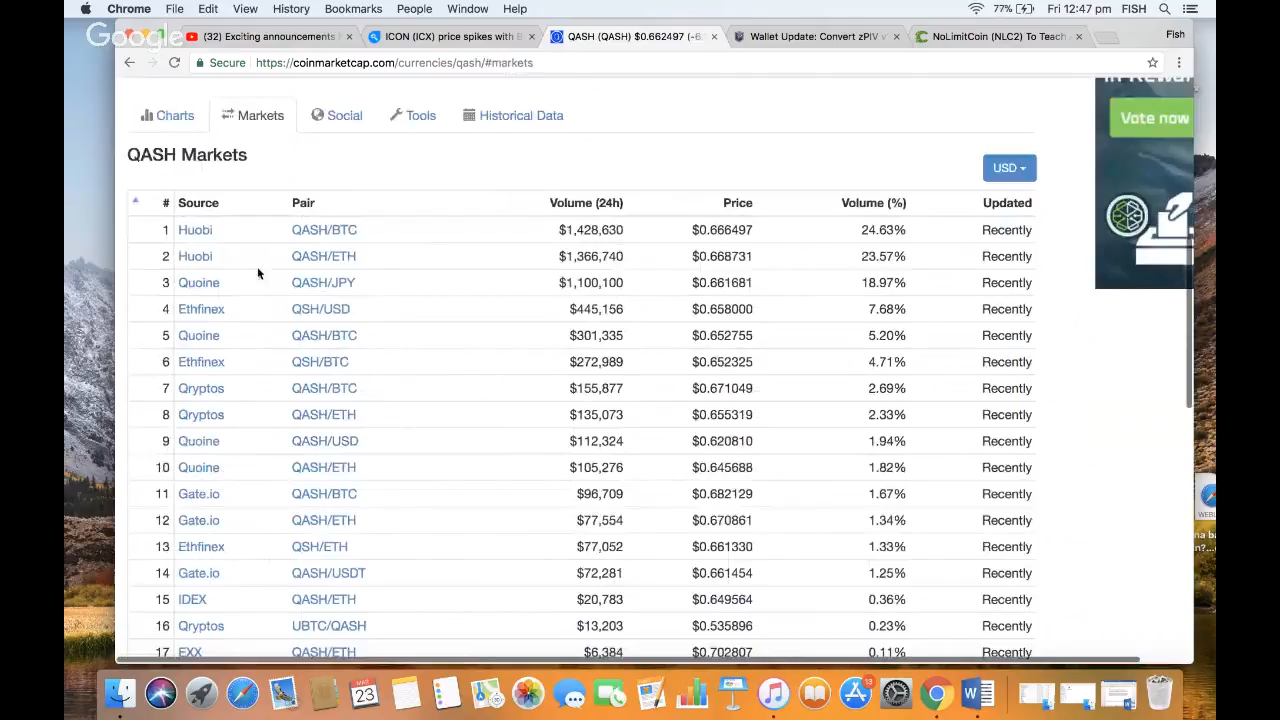 Chrome File Edit View History Bookmarks People Window Help 7% Fri 12:47 pm FISH
Google
(32) Exciting announcements ICON (ICX) price spikes ein E QASH (QASH) $0.662497 (-6. Wallet Update: Convert zPV NoLimitCoin (NLC2) To Teach Fish
Secure https://coinmarketcap.com/currencies/qash/#markets
Charts Markets Social Tools Historical Data
Vote now
QASH Markets
USD
# Source Pair Volume (24h) Price Volume (%) Updated
1 Huobi QASH/BTC $1,428,630 $0.666497 24.63% Recently
2 Huobi QASH/ETH $1,366,740 $0.668731 23.57% Recently
3 Quoine QASH/JPY $1,100,100 $0.661681 18.97% Recently
4 Ethfinex QSH/USD $445,156 $0.658000 7.68% Recently
5 Quoine QASH/BTC $301,335 $0.652755 5.20% Recently
6 Ethfinex QSH/BTC $272,989 $0.652235 4.71% Recently
7 Qryptos QASH/BTC $155,877 $0.671049 2.69% Recently
8 Qryptos QASH/ETH $135,073 $0.655319 2.33% Recently
9 Quoine QASH/USD $112,324 $0.620810 1.94% Recently
10 Quoine QASH/ETH $105,276 $0.645688 1.82% Recently
11 Gate.io QASH/BTC $96,709 $0.682129 1.67% Recently
12 Gate.io QASH/ETH $77,554 $0.670861 1.34% Recently
13 Ethfinex QSH/ETH $77,052 $0.661330 1.33% Recently
14 Gate.io QASH/USDT $72,281 $0.661454 1.25% Recently
15 IDEX QASH/ETH $20,783 $0.649564 0.36% Recently
16 Qryptos UBTC/QASH $13,203 $0.535898 0.23% Recently
17 EXX QASH/ETH $6,384 $0.702807 0.11% Recently